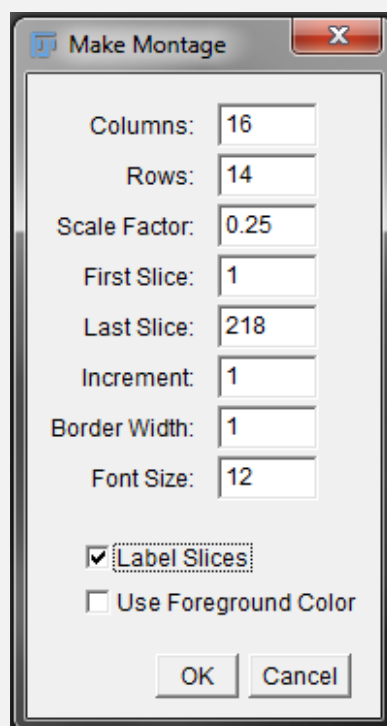 Make Montage
Columns: 16
Rows: 14
Scale Factor: 0.25
First Slice: 1
Last Slice: 218
Increment: 1
Border Width: 1
Font Size: 12
Label Slices
Use Foreground Color
OK Cancel